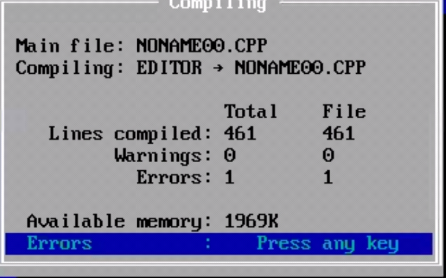 Compiling
Main file: NONAME00.CPP
Compiling: EDITOR → NONAME00.CPP
Total File
Lines compiled: 461 461
Warnings: 0 0
Errors: 1 1
Available memory: 1969K
Errors : Press any key